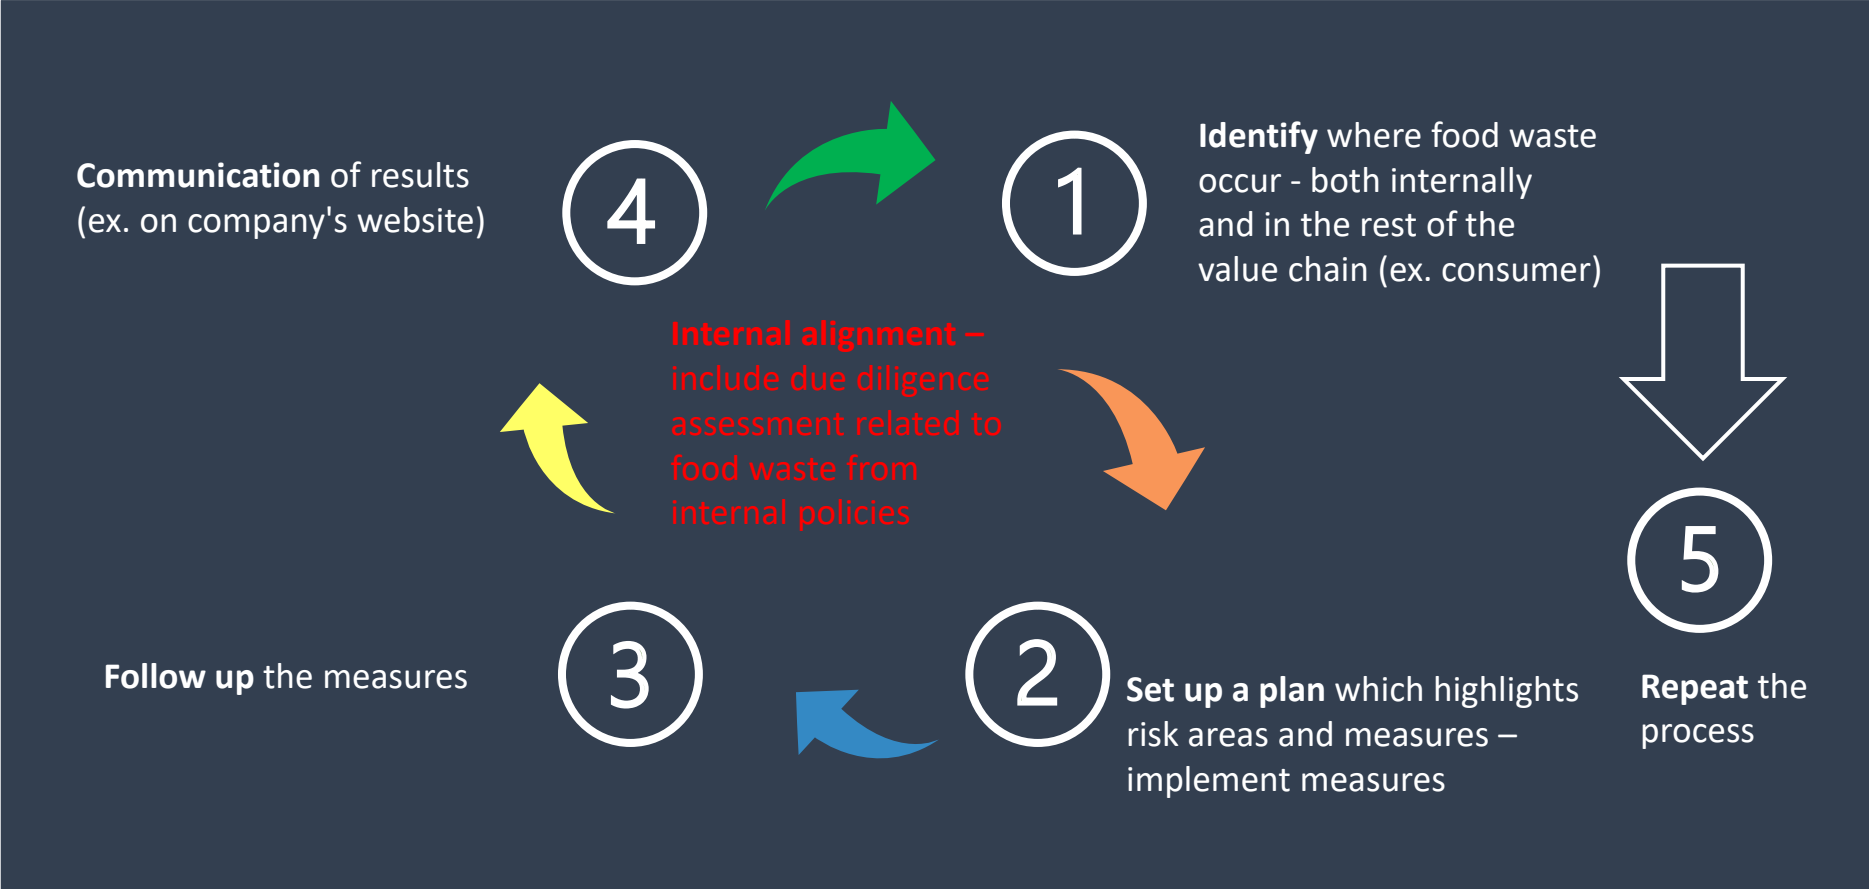 1
Identify where food waste
occur - both internally
and in the rest of the
value chain (ex. consumer)
2
Set up a plan which highlights
risk areas and measures –
implement measures
3
Follow up the measures
4
Communication of results
(ex. on company's website)
Internal alignment –
include due diligence
assessment related to
food waste from
internal policies
5
Repeat the
process